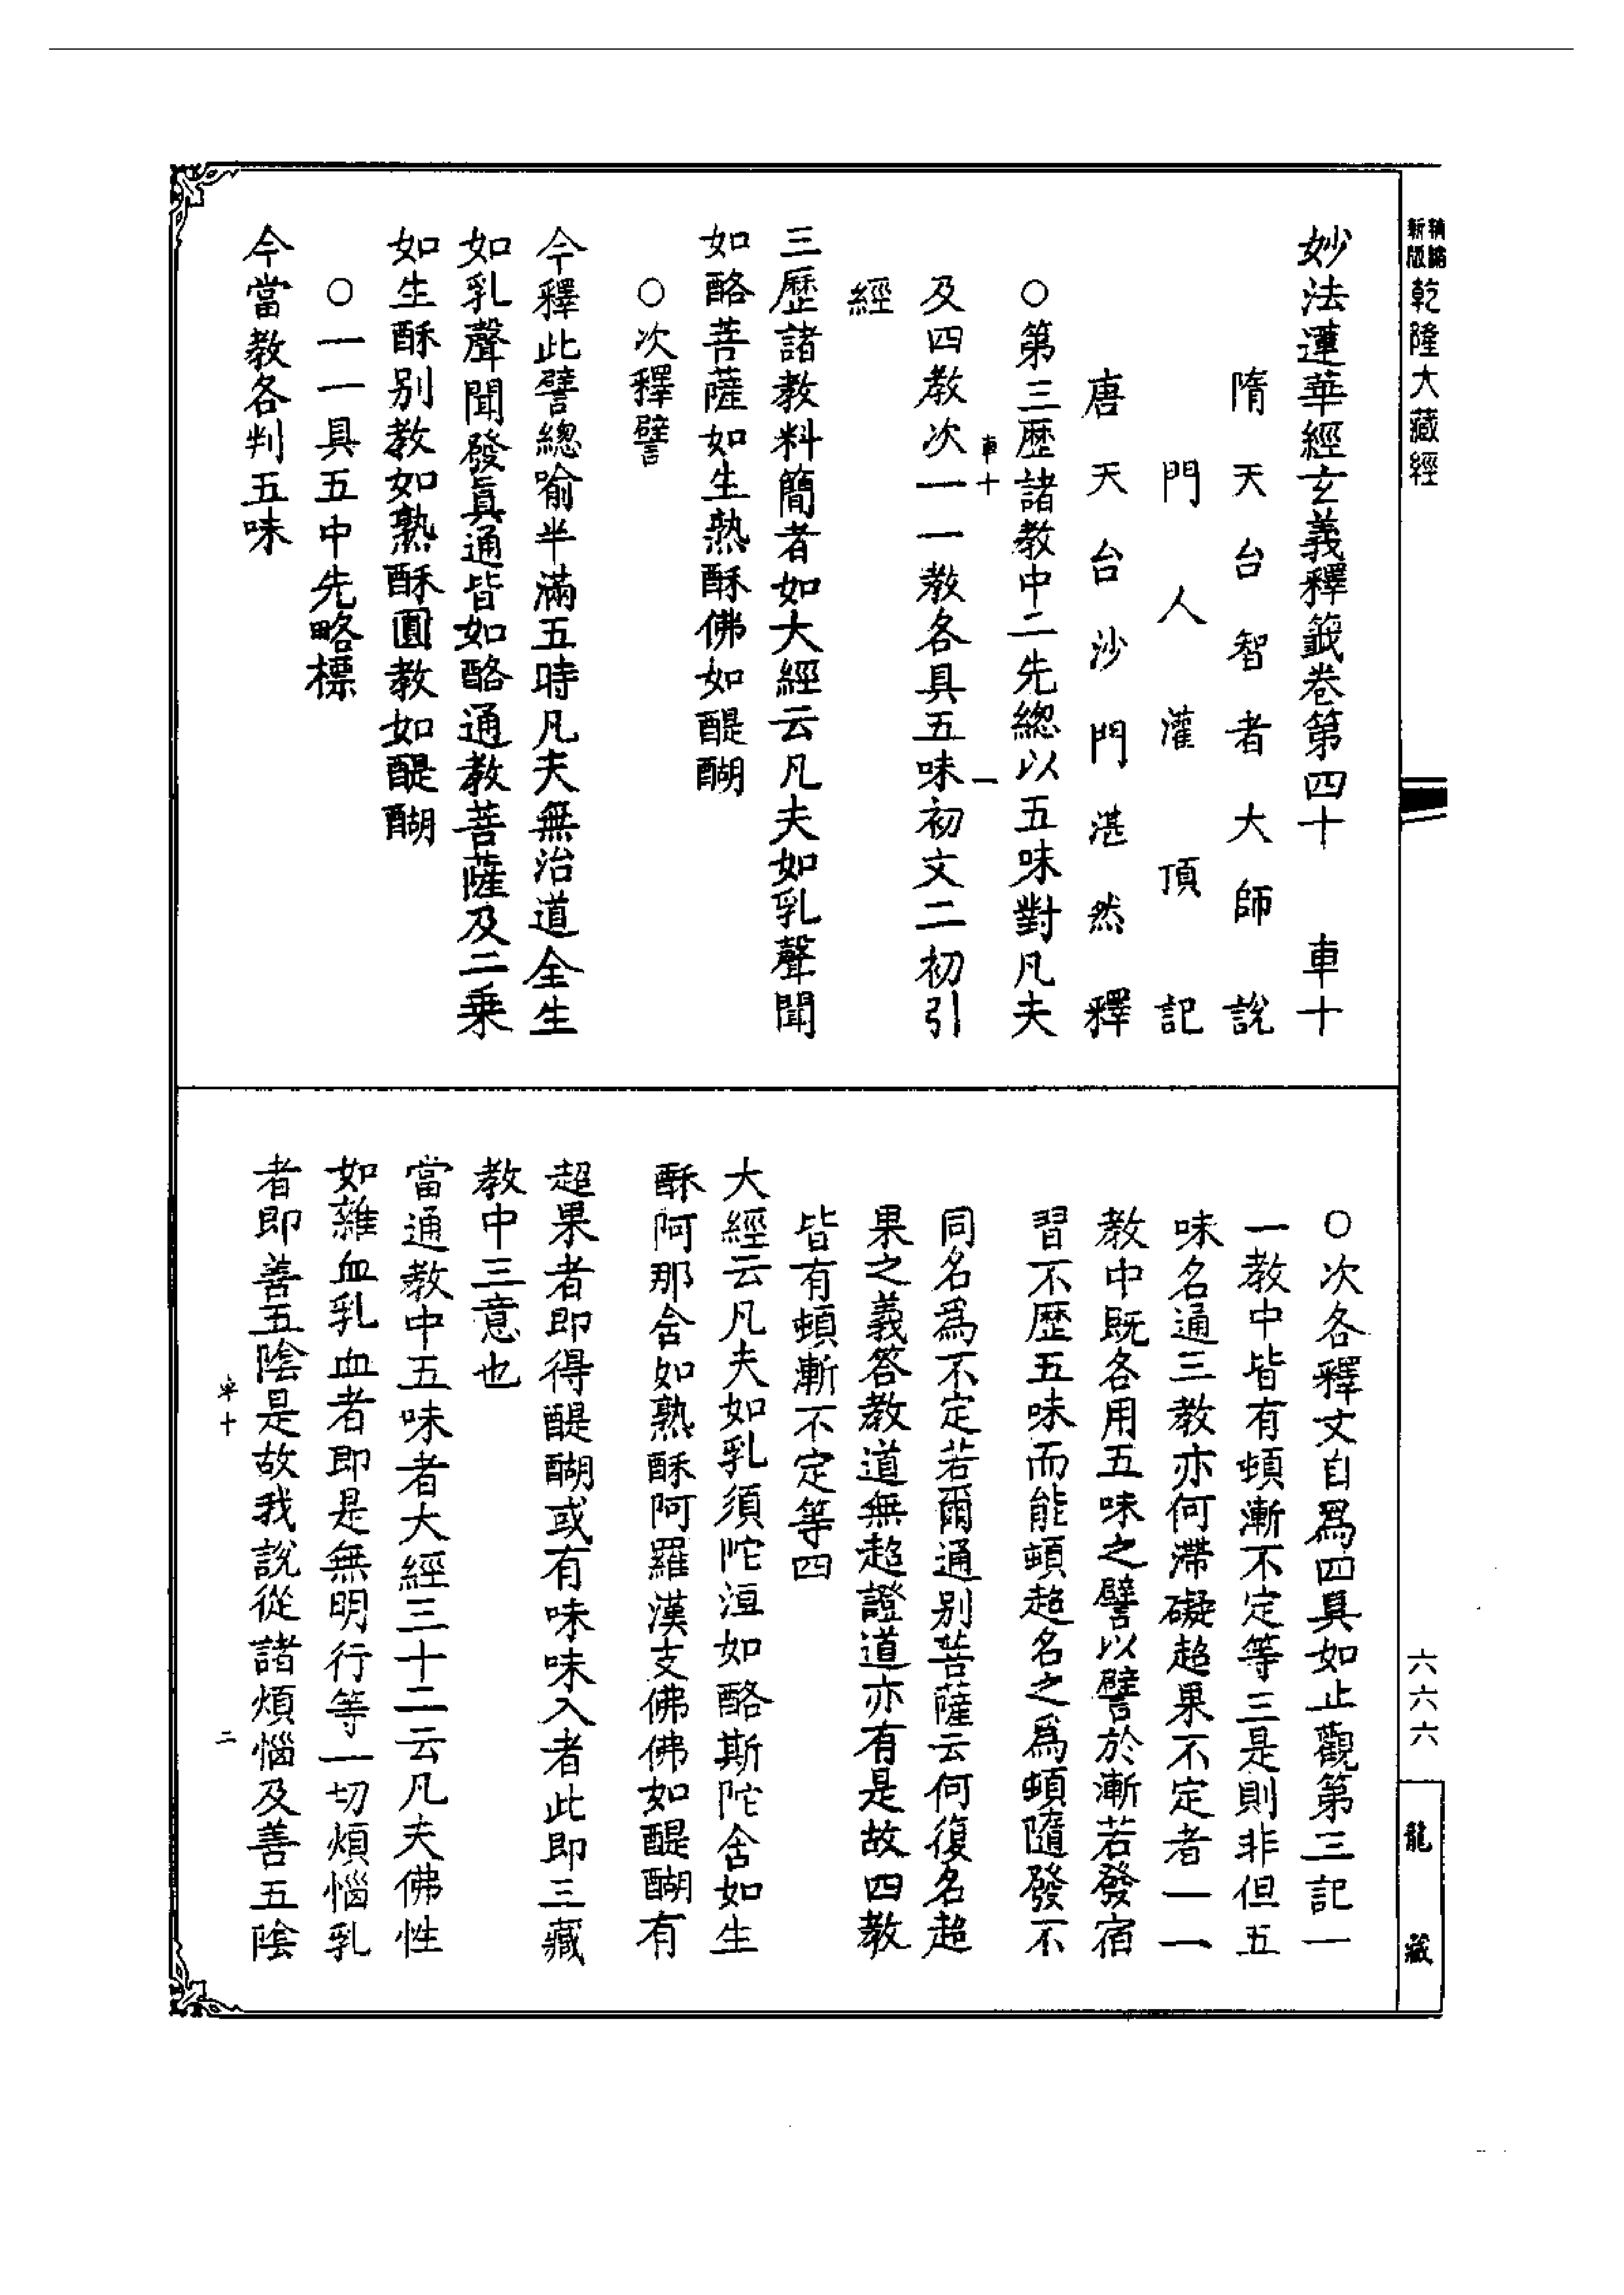 新版精縮乾隆大藏經
妙法蓮華經玄義釋籤卷第四十 車十
隋天台智者大師說
門人灌頂記
唐天台沙門湛然釋
○第三歷諸教中二先總以五味對凡夫
車十 一
及四教次一一教各具五味初文二初引
經
三歷諸教料簡者如大經云凡夫如乳聲聞
如酪菩薩如生熟酥佛如醍醐
○次釋譬
今釋此譬總喻半滿五時凡夫無治道全生
如乳聲聞發真通皆如酪通教菩薩及二乘
如生酥別教如熟酥圓教如醍醐
○一一具五中先略標
今當教各判五味
○次各釋文自為四具如止觀第三記一
一教中皆有頓漸不定等三是則非但五
味名通三教亦何滯礙超果不定者一一
教中既各用五味之譬以譬於漸若發宿
習不歷五味而能頓超名之為頓隨發不
同名為不定若爾通別菩薩云何復名超
果之義答教道無超證道亦有是故四教
皆有頓漸不定等四
大經云凡夫如乳須陀洹如酪斯陀含如生
酥阿那含如熟酥阿羅漢支佛佛如醍醐有
超果者即得醍醐或有味味入者此即三藏
教中三意也
當通教中五味者大經三十二云凡夫佛性
如雜血乳血者即是無明行等一切煩惱乳
者即善五陰是故我說從諸煩惱及善五陰
車十 二
六六六
龍藏